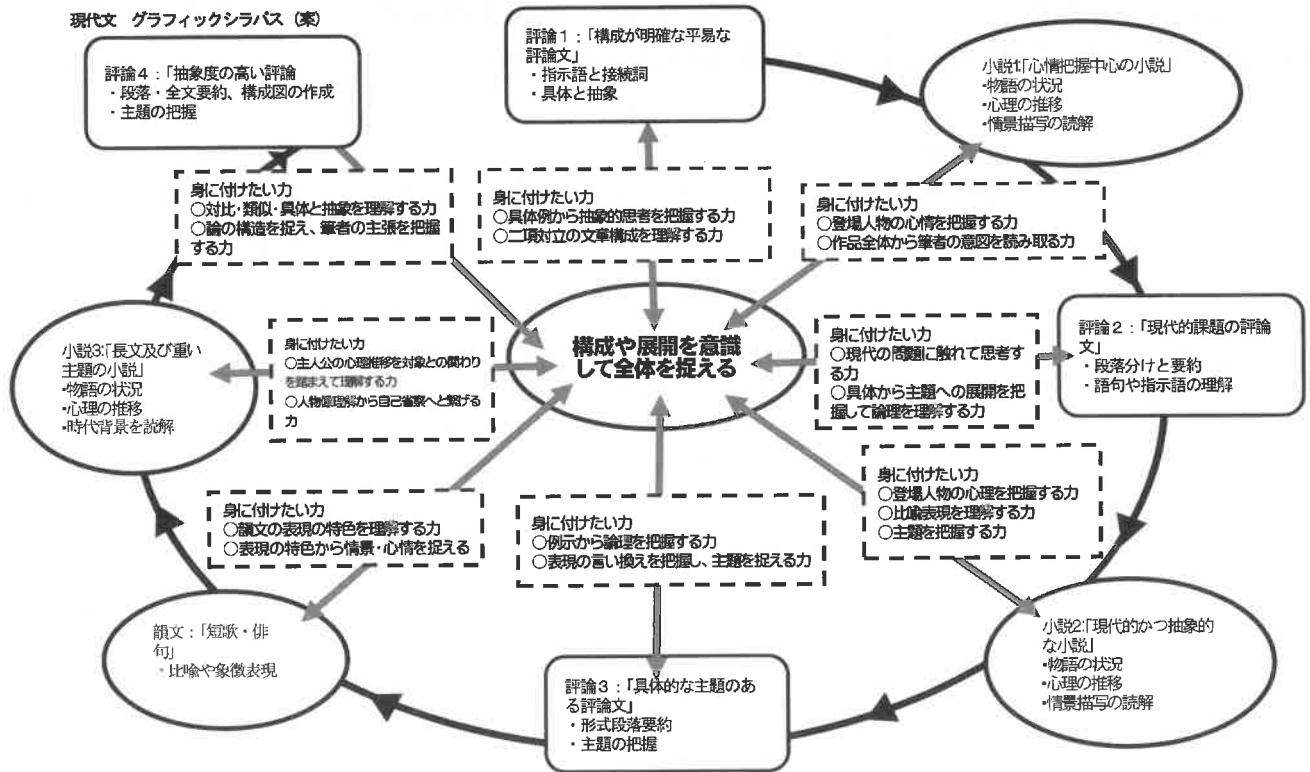 現代文　グラフィックシラバス（案）
評論１：「構成が明確な平易な
評論文」
・指示語と接続詞
・具体と抽象
小説1:「心情把握中心の小説」
・物語の状況
・心理の推移
・情景描写の読解
評論４：「抽象度の高い評論
・段落・全文要約、構成図の作成
・主題の把握
身に付けたい力
○対比・類似・具体と抽象を理解する力
○論の構造を捉え、筆者の主張を把握
する力
身に付けたい力
○具体例から抽象的思考を把握する力
○二項対立の文章構成を理解する力
身に付けたい力
○登場人物の心情を把握する力
○作品全体から筆者の意図を読み取る力
小説3:「長文及び重い
主題の小説」
・物語の状況
・心理の推移
・時代背景を読解
身に付けたい力
○主人公の心理推移を対象との関わり
を踏まえて理解する力
○人物像理解から自己省察へと繋げる
力
構成や展開を意識
して全体を捉える
身に付けたい力
○現代の問題に触れて思考す
る力
○具体から主題への展開を把
握して論理を理解する力
評論２：「現代的課題の評論
文」
・段落分けと要約
・語句や指示語の理解
身に付けたい力
○韻文の表現の特色を理解する力
○表現の特色から情景・心情を捉える
身に付けたい力
○例示から論理を把握する力
○表現の言い換えを把握し、主題を捉える力
身に付けたい力
○登場人物の心理を把握する力
○比喩表現を理解する力
○主題を把握する力
韻文：「短歌・俳
句」
・比喩や象徴表現
評論３：「具体的な主題のあ
る評論文」
・形式段落要約
・主題の把握
小説2:「現代的かつ抽象的
な小説」
・物語の状況
・心理の推移
・情景描写の読解